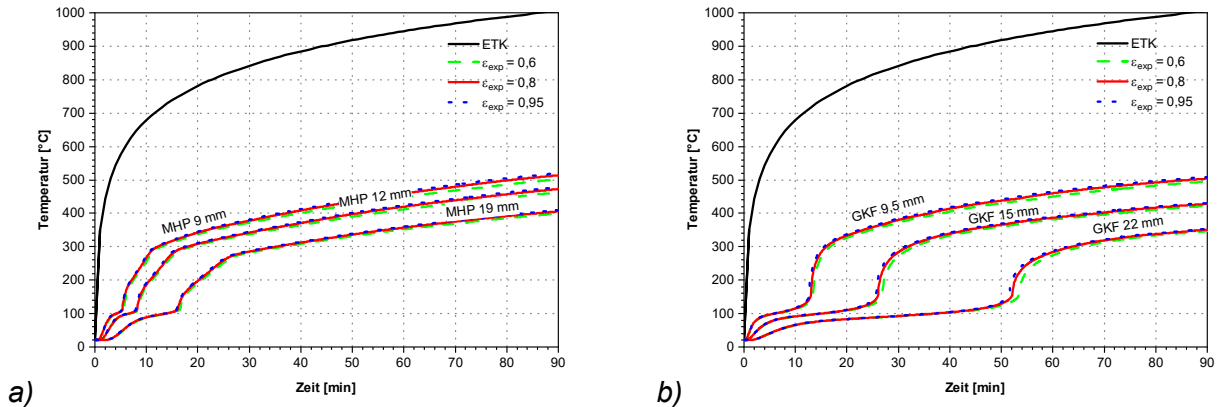 1000
900
800
700
600
500
400
300
200
100
0
Temperatur [°C]
ETK
εexp = 0,6
εexp = 0,8
εexp = 0,95
MHP 9 mm
MHP 12 mm
MHP 19 mm
0 10 20 30 40 50 60 70 80 90
Zeit [min]
a)
1000
900
800
700
600
500
400
300
200
100
0
Temperatur [°C]
ETK
εexp = 0,6
εexp = 0,8
εexp = 0,95
GKF 9.5 mm
GKF 15 mm
GKF 22 mm
0 10 20 30 40 50 60 70 80 90
Zeit [min]
b)